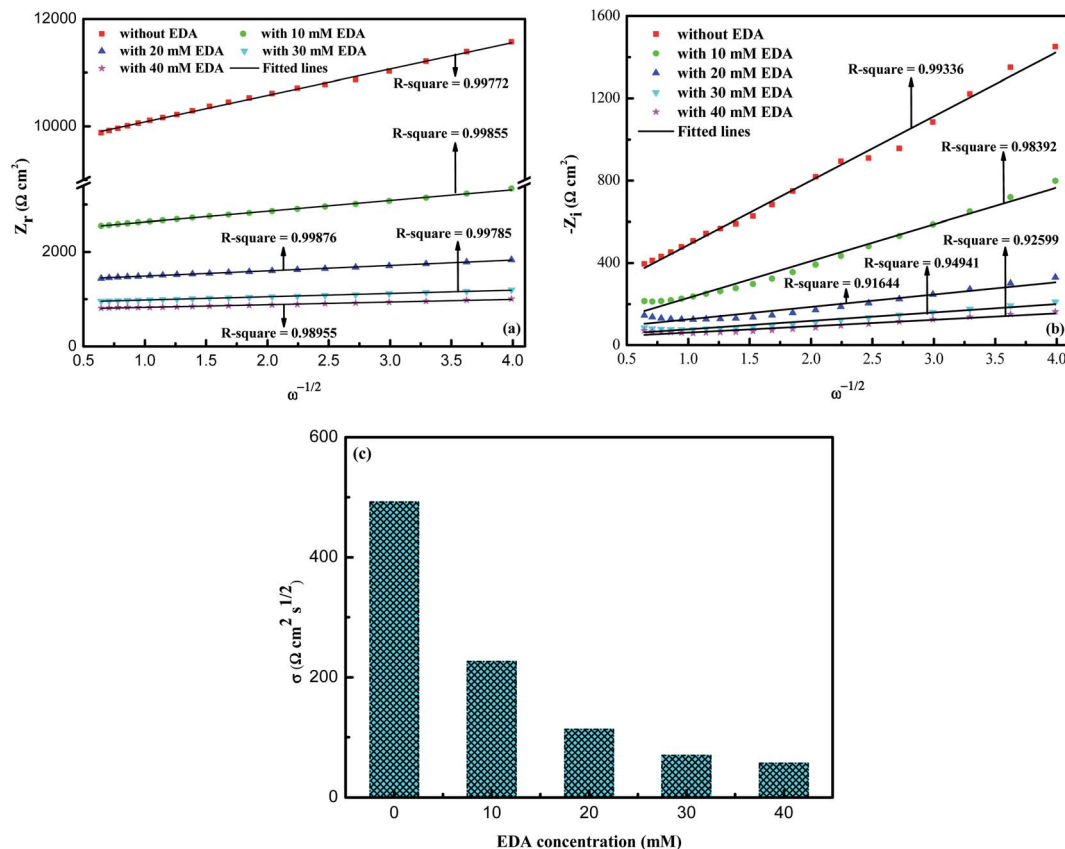 12000
10000
2000
0
Zr (Ω cm²)
without EDA
with 10 mM EDA
with 20 mM EDA
with 30 mM EDA
with 40 mM EDA
Fitted lines
R-square = 0.99772
R-square = 0.99855
R-square = 0.99876
R-square = 0.99785
R-square = 0.98955
(a)
0.5 1.0 1.5 2.0 2.5 3.0 3.5 4.0
ω⁻¹/²
1600
1200
800
400
0
-Zi (Ω cm²)
without EDA
with 10 mM EDA
with 20 mM EDA
with 30 mM EDA
with 40 mM EDA
Fitted lines
R-square = 0.99336
R-square = 0.98392
R-square = 0.92599
R-square = 0.94941
R-square = 0.91644
(b)
0.5 1.0 1.5 2.0 2.5 3.0 3.5 4.0
ω⁻¹/²
(c)
600
400
200
0
σ (Ω cm² s¹/²)
0 10 20 30 40
EDA concentration (mM)